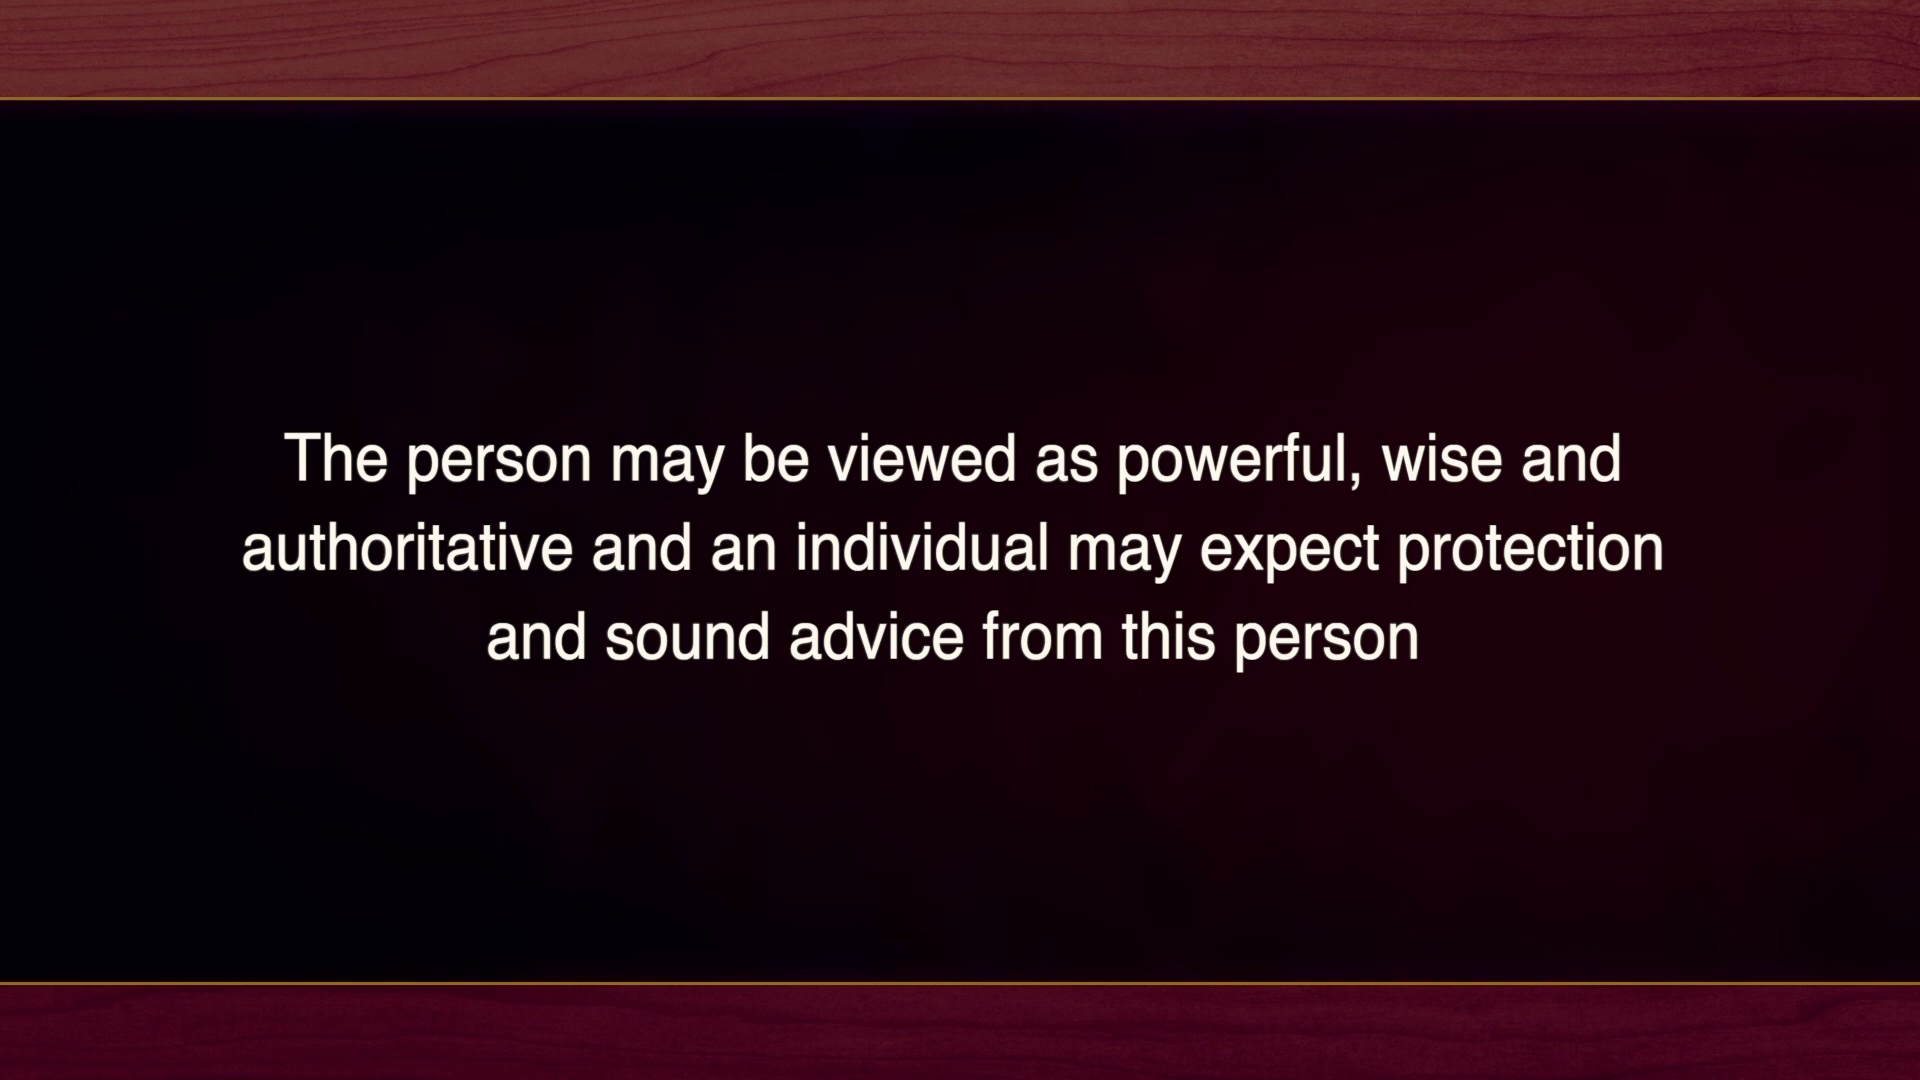 The person may be viewed as powerful, wise and
authoritative and an individual may expect protection
and sound advice from this person